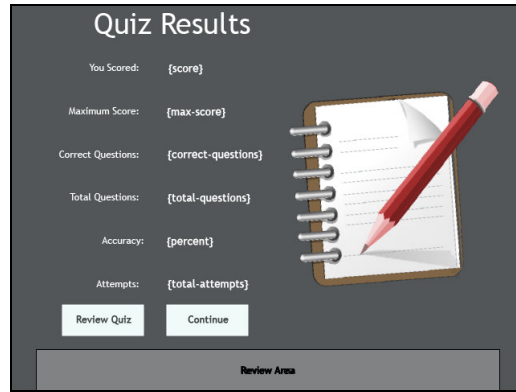 Quiz Results
You Scored: {score}
Maximum Score: {max-score}
Correct Questions: {correct-questions}
Total Questions: {total-questions}
Accuracy: {percent}
Attempts: {total-attempts}
Review Quiz Continue
Review Area